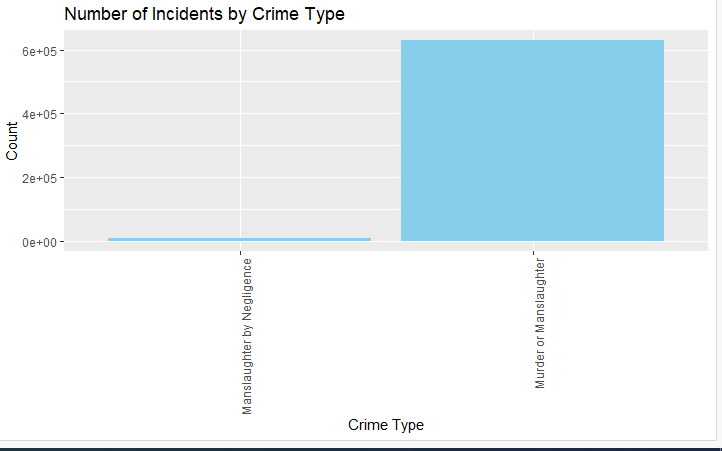 Number of Incidents by Crime Type
6e+05
4e+05
2e+05
0e+00
Count
Manslaughter by Negligence
Murder or Manslaughter
Crime Type